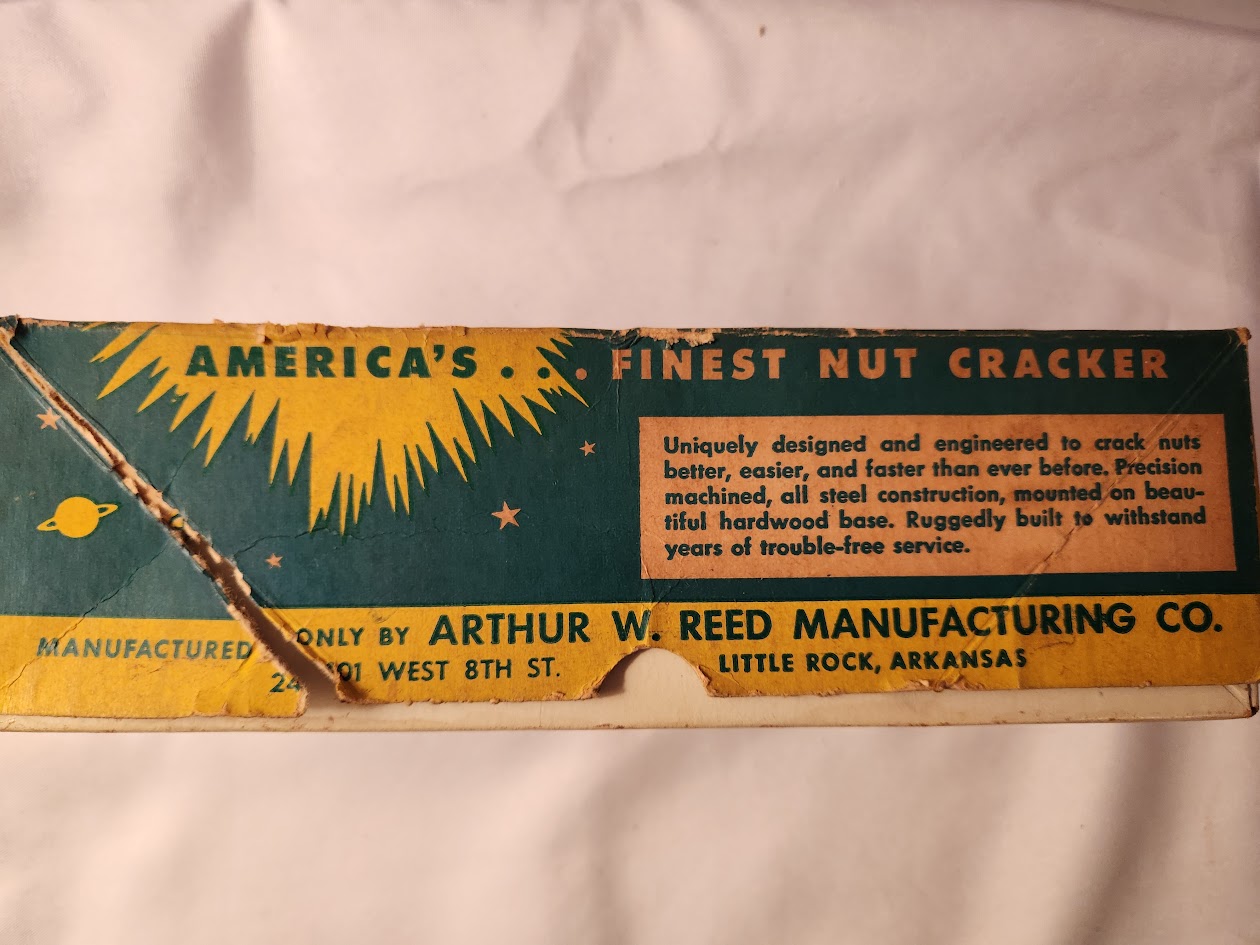 AMERICA'S . . . FINEST NUT CRACKER
Uniquely designed and engineered to crack nuts
better, easier, and faster than ever before. Precision
machined, all steel construction, mounted on beau-
tiful hardwood base. Ruggedly built to withstand
years of trouble-free service.
MANUFACTURED ONLY BY ARTHUR W. REED MANUFACTURING CO.
WEST 8TH ST. LITTLE ROCK, ARKANSAS